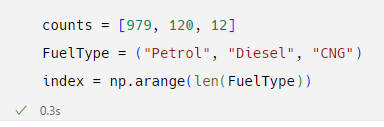 counts = [979, 120, 12]
FuelType = ("Petrol", "Diesel", "CNG")
index = np.arange(len(FuelType))
0.3s